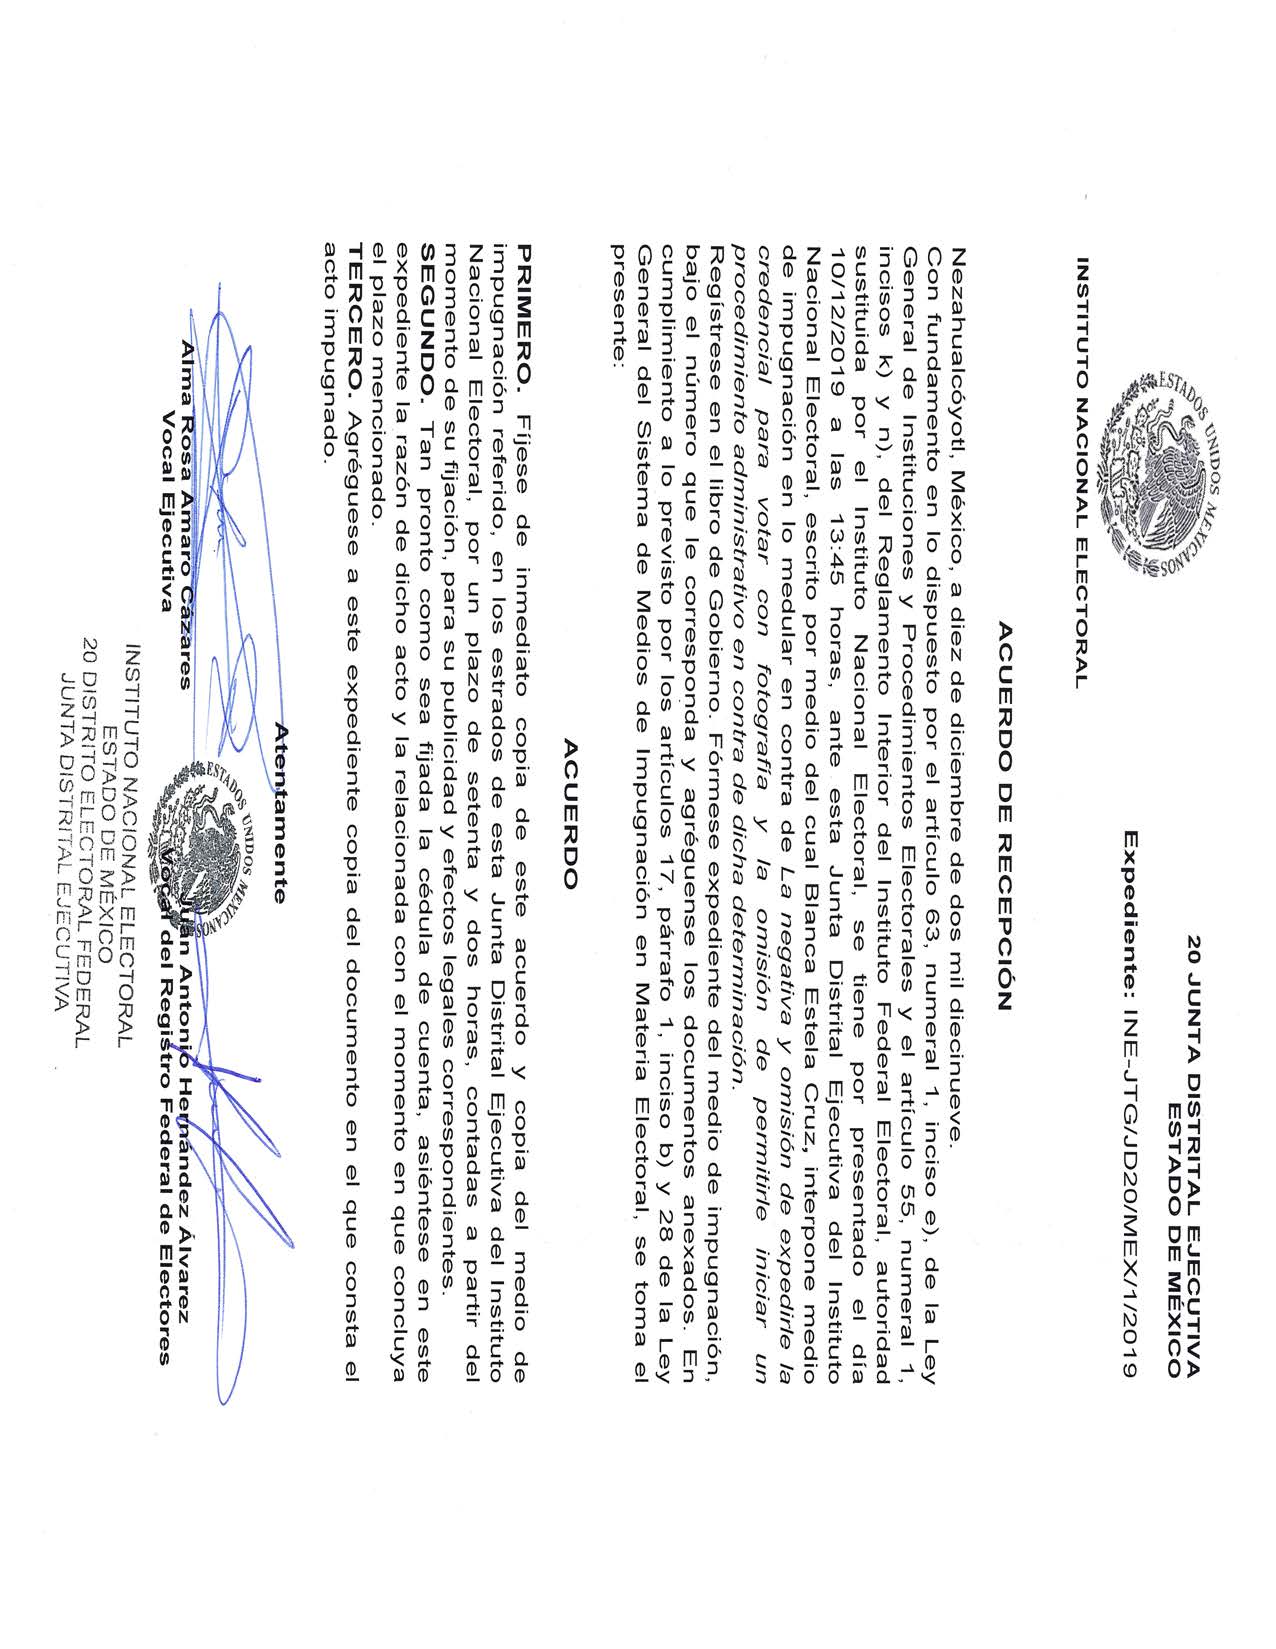 ESTADOS UNIDOS MEXICANOS
INSTITUTO NACIONAL ELECTORAL
20 JUNTA DISTRITAL EJECUTIVA
ESTADO DE MÉXICO
Expediente: INE-JTG/JD20/MEX/1/2019
ACUERDO DE RECEPCIÓN
Nezahualcóyotl, México, a diez de diciembre de dos mil diecinueve.
Con fundamento en lo dispuesto por el artículo 63, numeral 1, inciso e), de la Ley
General de Instituciones y Procedimientos Electorales y el artículo 55, numeral 1,
incisos k) y n), del Reglamento Interior del Instituto Federal Electoral, autoridad
sustituida por el Instituto Nacional Electoral, se tiene por presentado el día
10/12/2019 a las 13:45 horas, ante esta Junta Distrital Ejecutiva del Instituto
Nacional Electoral, escrito por medio del cual Blanca Estela Cruz, interpone medio
de impugnación en lo medular en contra de La negativa y omisión de expedirle la
credencial para votar con fotografía y la omisión de permitirle iniciar un
procedimiento administrativo en contra de dicha determinación.
Regístrese en el libro de Gobierno. Fórmese expediente del medio de impugnación,
bajo el número que le corresponda y agréguense los documentos anexados. En
cumplimiento a lo previsto por los artículos 17, párrafo 1, inciso b) y 28 de la Ley
General del Sistema de Medios de Impugnación en Materia Electoral, se toma el
presente:
ACUERDO
PRIMERO. Fíjese de inmediato copia de este acuerdo y copia del medio de
impugnación referido, en los estrados de esta Junta Distrital Ejecutiva del Instituto
Nacional Electoral, por un plazo de setenta y dos horas, contadas a partir del
momento de su fijación, para su publicidad y efectos legales correspondientes.
SEGUNDO. Tan pronto como sea fijada la cédula de cuenta, asiéntese en este
expediente la razón de dicho acto y la relacionada con el momento en que concluya
el plazo mencionado.
TERCERO. Agréguese a este expediente copia del documento en el que consta el
acto impugnado.
Atentamente
ESTADOS UNIDOS MEXICANOS
Alma Rosa Amaro Cázares
Vocal Ejecutiva
Juan Antonio Hernández Álvarez
Vocal del Registro Federal de Electores
INSTITUTO NACIONAL ELECTORAL
ESTADO DE MÉXICO
20 DISTRITO ELECTORAL FEDERAL
JUNTA DISTRITAL EJECUTIVA